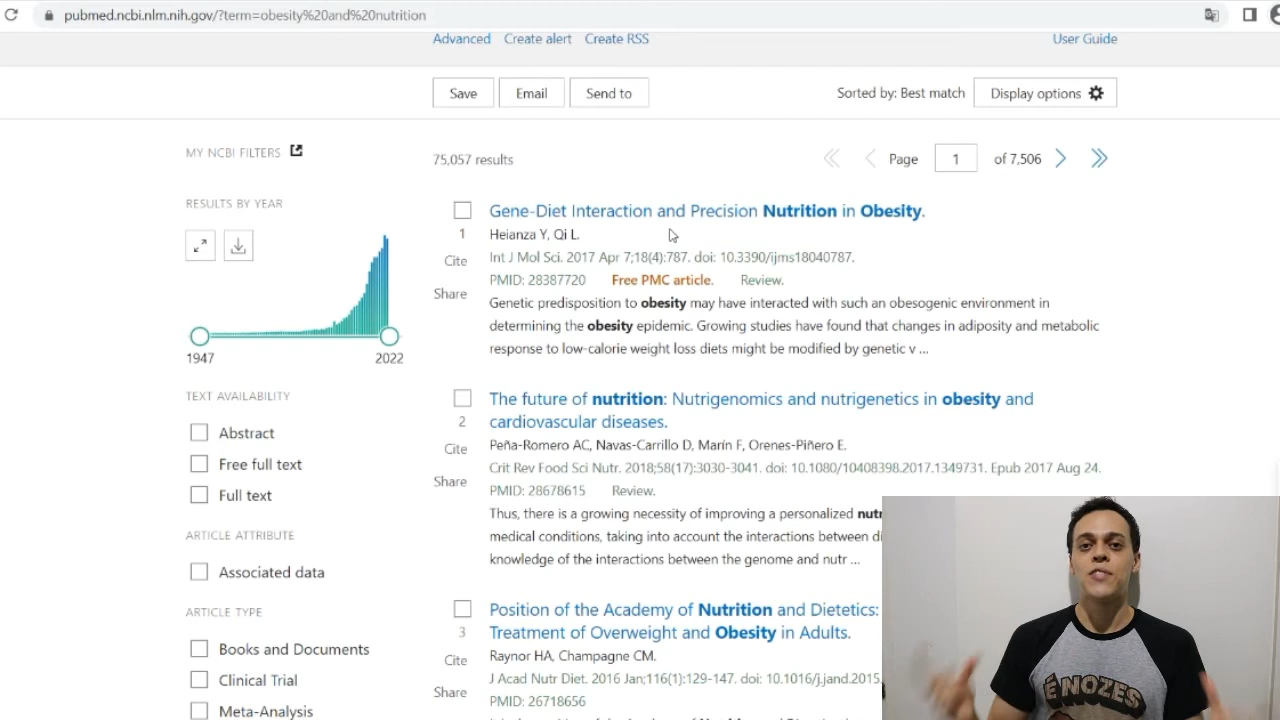 pubmed.ncbi.nlm.nih.gov/?term=obesity%20and%20nutrition
Advanced Create alert Create RSS User Guide
Save Email Send to Sorted by: Best match Display options
MY NCBI FILTERS
75,057 results
Page 1 of 7,506
RESULTS BY YEAR
1947 2022
TEXT AVAILABILITY
Abstract
Free full text
Full text
ARTICLE ATTRIBUTE
Associated data
ARTICLE TYPE
Books and Documents
Clinical Trial
Meta-Analysis
Gene-Diet Interaction and Precision Nutrition in Obesity.
1 Heianza Y, Qi L.
Cite Int J Mol Sci. 2017 Apr 7;18(4):787. doi: 10.3390/ijms18040787.
PMID: 28387720 Free PMC article. Review.
Share
Genetic predisposition to obesity may have interacted with such an obesogenic environment in
determining the obesity epidemic. Growing studies have found that changes in adiposity and metabolic
response to low-calorie weight loss diets might be modified by genetic v ...
The future of nutrition: Nutrigenomics and nutrigenetics in obesity and
2 cardiovascular diseases.
Cite Peña-Romero AC, Navas-Carrillo D, Marín F, Orenes-Piñero E.
Crit Rev Food Sci Nutr. 2018;58(17):3030-3041. doi: 10.1080/10408398.2017.1349731. Epub 2017 Aug 24.
Share PMID: 28678615 Review.
Thus, there is a growing necessity of improving a personalized nutr
medical conditions, taking into account the interactions between di
knowledge of the interactions between the genome and nutr ...
Position of the Academy of Nutrition and Dietetics:
3 Treatment of Overweight and Obesity in Adults.
Cite Raynor HA, Champagne CM.
J Acad Nutr Diet. 2016 Jan;116(1):129-147. doi: 10.1016/j.jand.2015.
Share PMID: 26718656
É NOZES